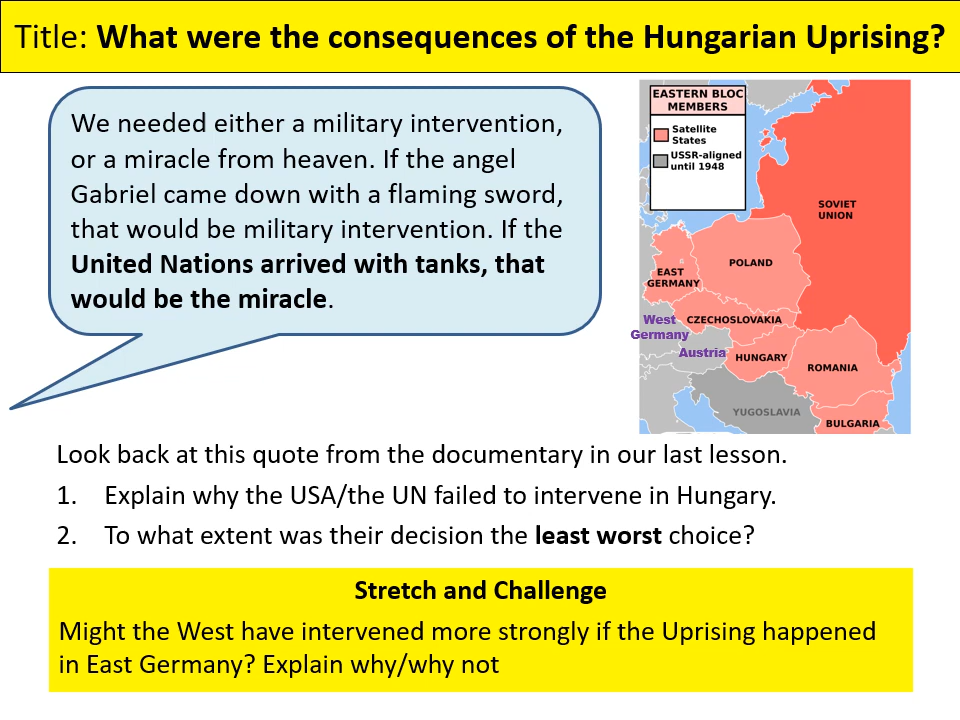 Title: What were the consequences of the Hungarian Uprising?
We needed either a military intervention,
or a miracle from heaven. If the angel
Gabriel came down with a flaming sword,
that would be military intervention. If the
United Nations arrived with tanks, that
would be the miracle.
EASTERN BLOC
MEMBERS
Satellite
States
USSR-aligned
until 1948
SOVIET
UNION
POLAND
EAST
GERMANY
West
Germany
CZECHOSLOVAKIA
Austria
HUNGARY
ROMANIA
YUGOSLAVIA
BULGARIA
Look back at this quote from the documentary in our last lesson.
1. Explain why the USA/the UN failed to intervene in Hungary.
2. To what extent was their decision the least worst choice?
Stretch and Challenge
Might the West have intervened more strongly if the Uprising happened
in East Germany? Explain why/why not